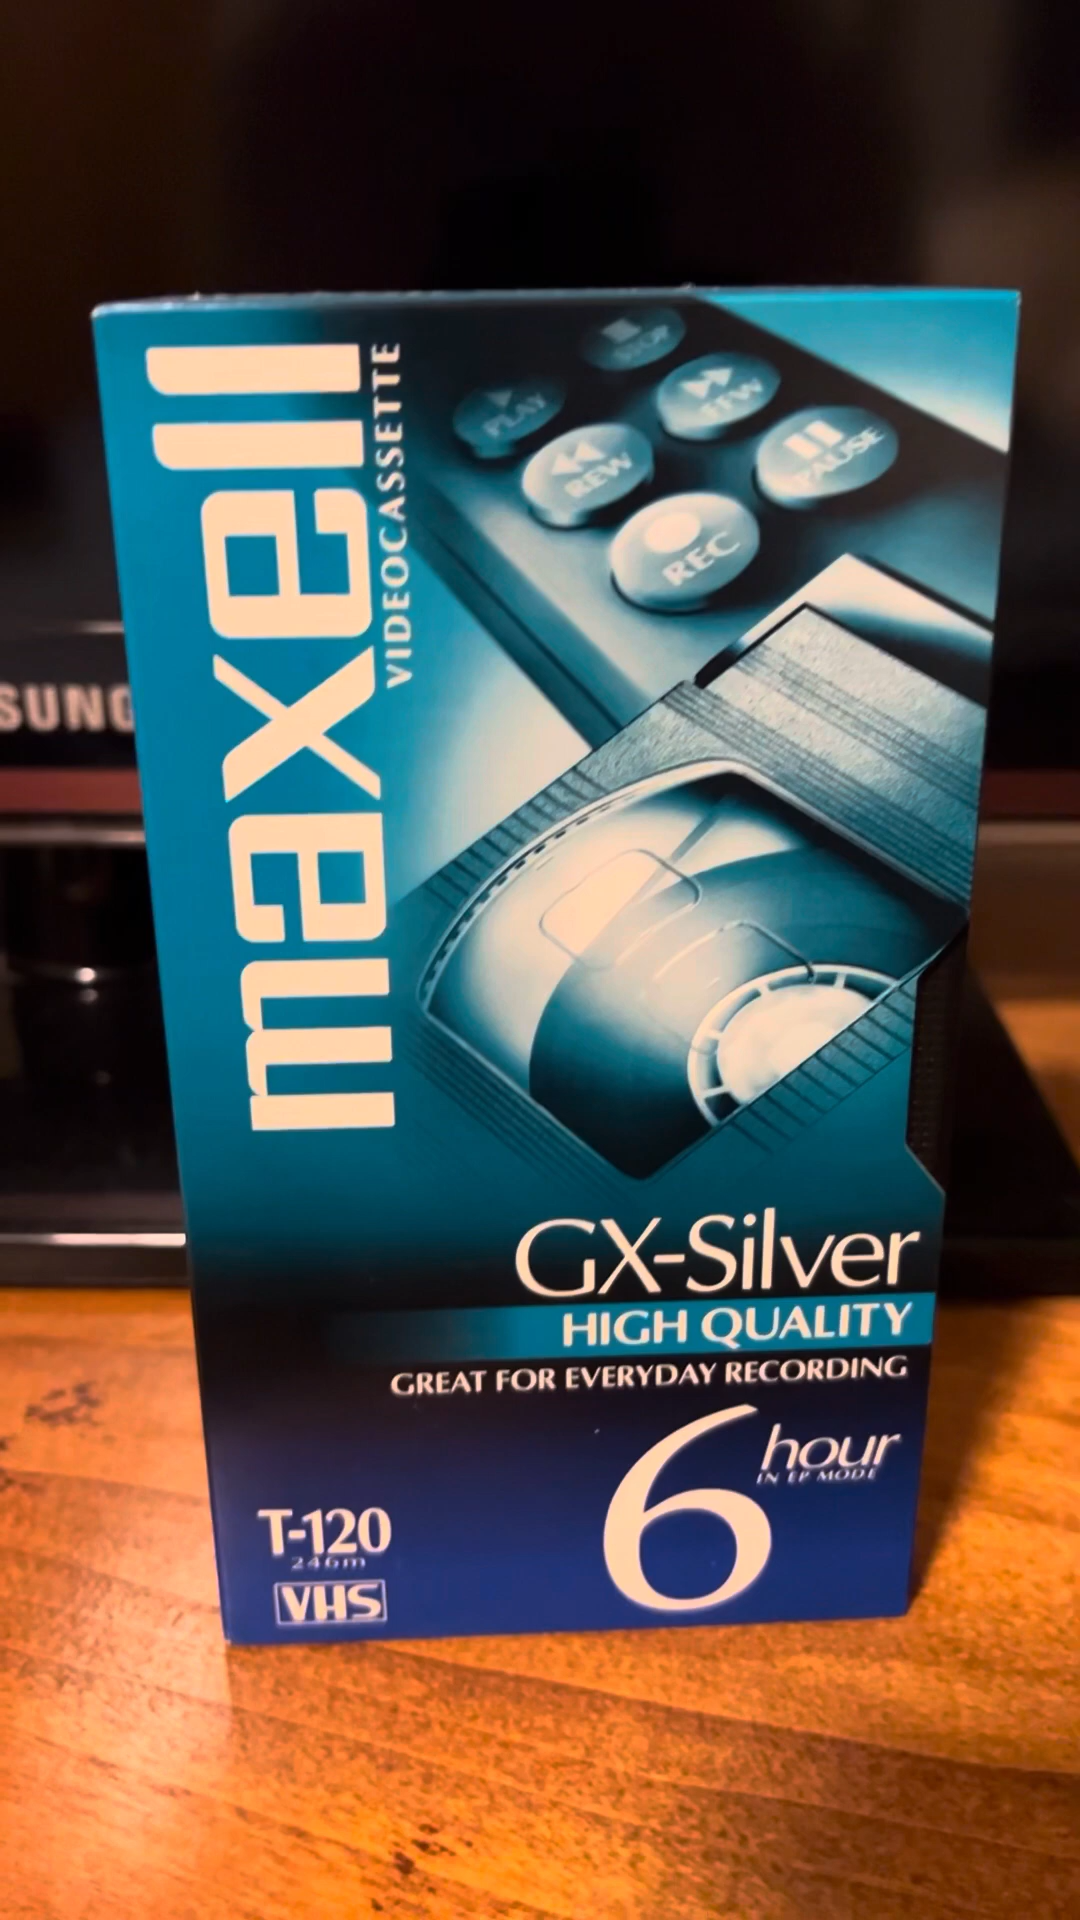 maxell
VIDEOCASSETTE
STOP
PLAY
FFW
REW
PAUSE
REC
SUNG
GX-Silver
HIGH QUALITY
GREAT FOR EVERYDAY RECORDING
6 hour
IN EP MODE
T-120
246m
VHS